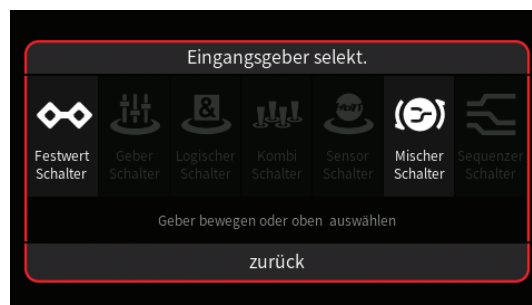 Eingangsgeber selekt.
Festwert Schalter
Geber Schalter
Logischer Schalter
Kombi Schalter
Sensor Schalter
Mischer Schalter
Sequenzer Schalter
Geber bewegen oder oben auswählen
zurück